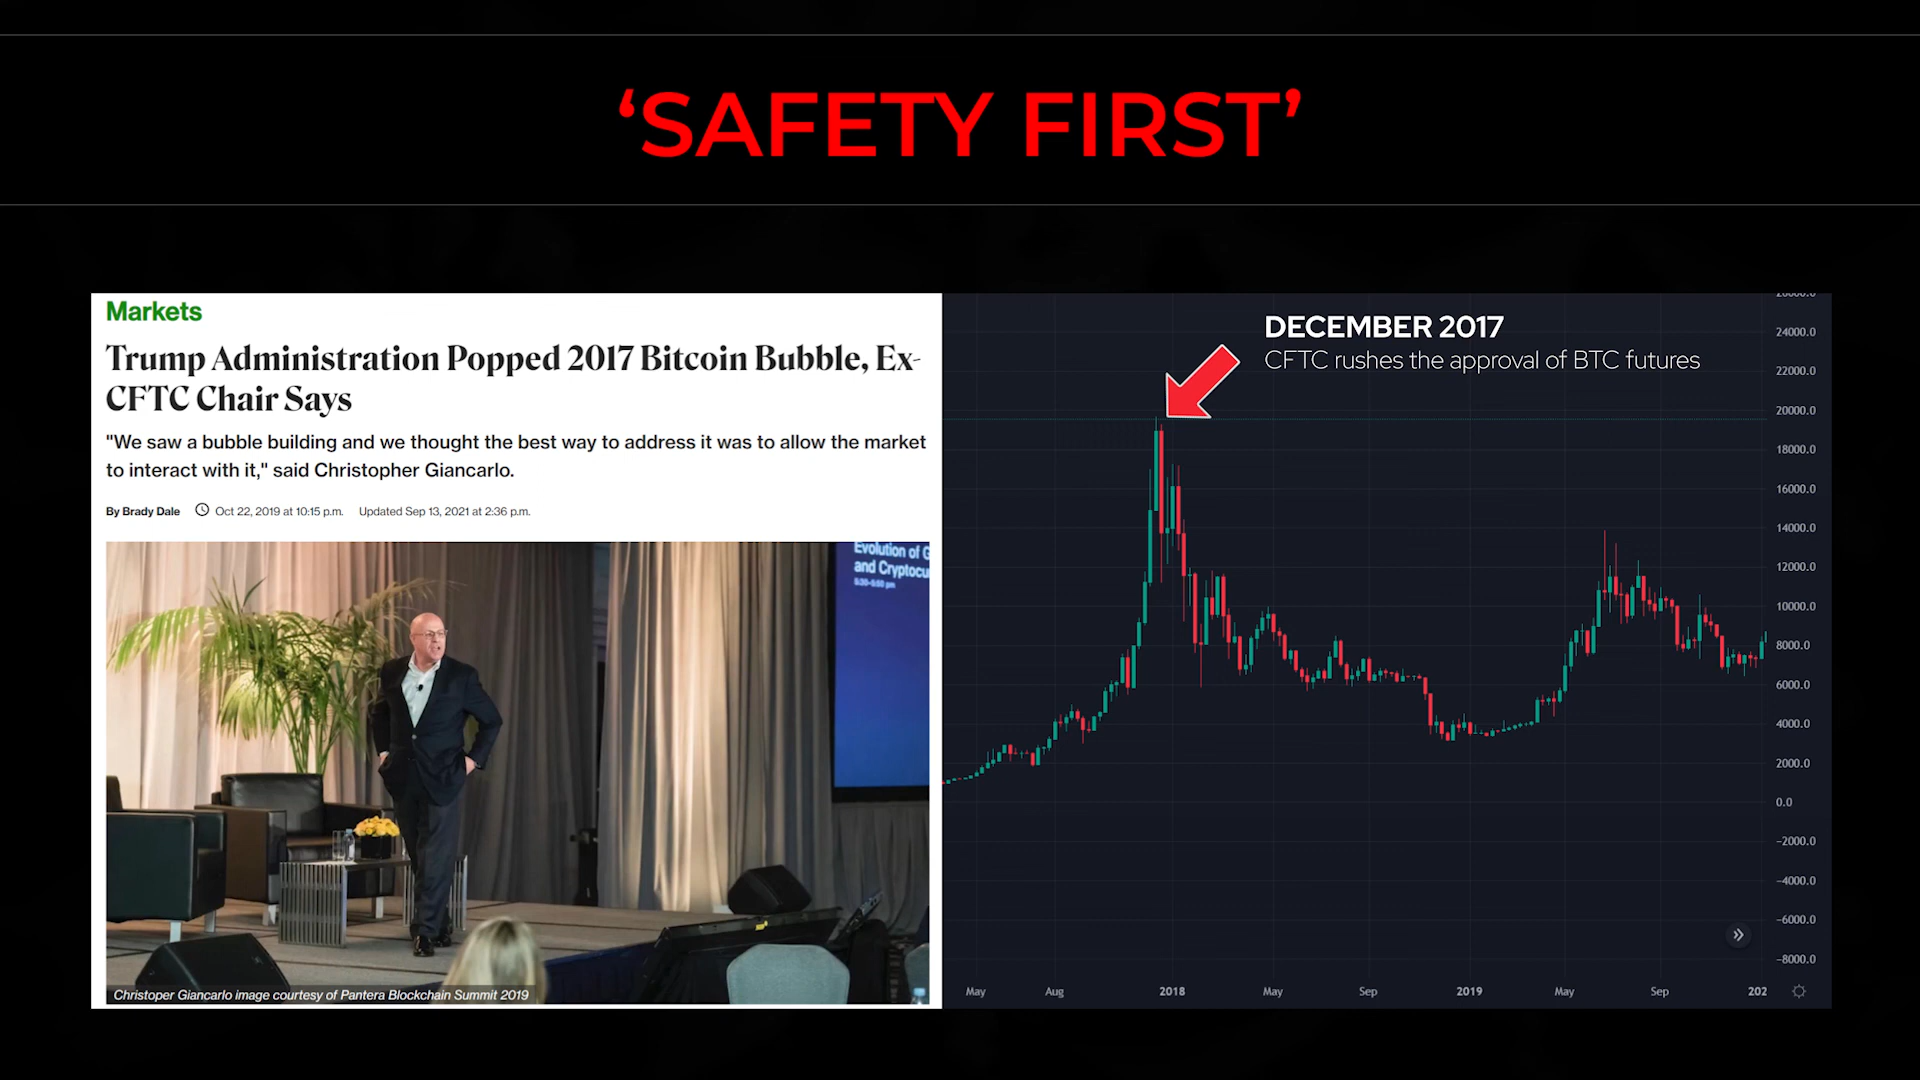 ‘SAFETY FIRST’
Markets
Trump Administration Popped 2017 Bitcoin Bubble, Ex-
CFTC Chair Says
"We saw a bubble building and we thought the best way to address it was to allow the market
to interact with it," said Christopher Giancarlo.
By Brady Dale Oct 22, 2019 at 10:15 p.m. Updated Sep 13, 2021 at 2:36 p.m.
Evolution of G
and Cryptocu
5:20-5:50 pm
Christoper Giancarlo image courtesy of Pantera Blockchain Summit 2019
DECEMBER 2017
CFTC rushes the approval of BTC futures
24000.0
22000.0
20000.0
18000.0
16000.0
14000.0
12000.0
10000.0
8000.0
6000.0
4000.0
2000.0
0.0
−2000.0
−4000.0
−6000.0
−8000.0
May Aug 2018 May Sep 2019 May Sep 202